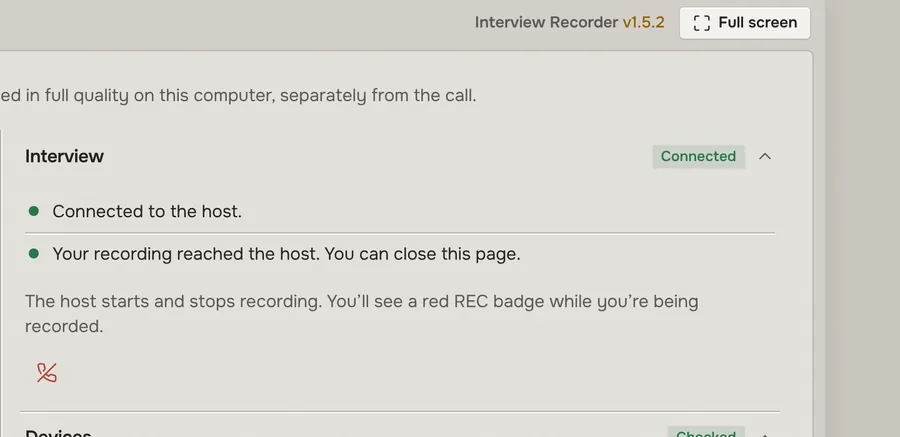 Interview Recorder v1.5.2
Full screen
ed in full quality on this computer, separately from the call.
Interview
Connected
Connected to the host.
Your recording reached the host. You can close this page.
The host starts and stops recording. You’ll see a red REC badge while you’re being
recorded.
Devices
Checked